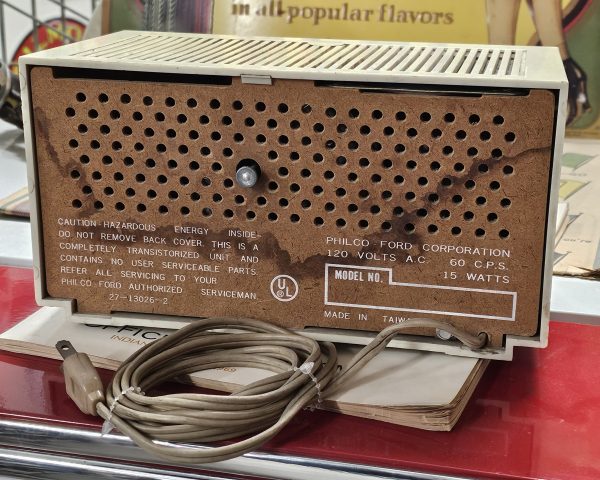 in all popular flavors
CAUTION-HAZARDOUS ENERGY INSIDE-
DO NOT REMOVE BACK COVER. THIS IS A
COMPLETELY TRANSISTORIZED UNIT AND
CONTAINS NO USER SERVICEABLE PARTS.
REFER ALL SERVICING TO YOUR
PHILCO FORD AUTHORIZED SERVICEMAN.
27-13026-2
UL
PHILCO FORD CORPORATION
120 VOLTS A.C. 60 C.P.S.
15 WATTS
MODEL NO.
MADE IN TAIWAN